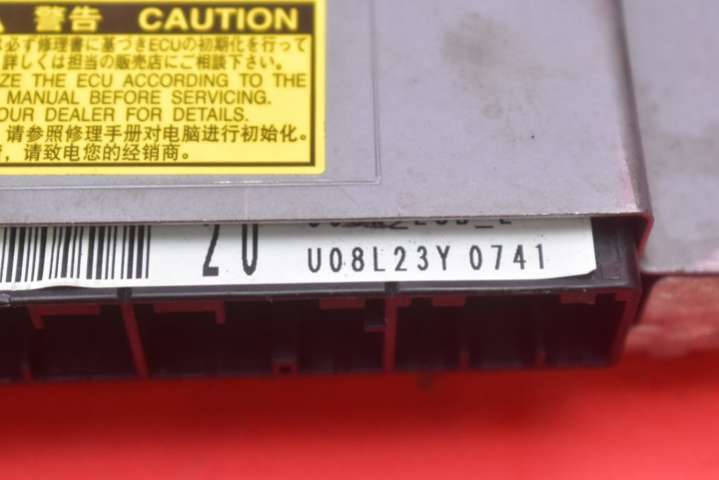 警告 CAUTION
必ず修理書に基づきECUの初期化を行って
詳しくは担当の販売店にご相談下さい。
ZE THE ECU ACCORDING TO THE
MANUAL BEFORE SERVICING.
OUR DEALER FOR DETAILS.
请参照修理手册对电脑进行初始化。
请致电您的经销商。
20
U08L23Y 0741